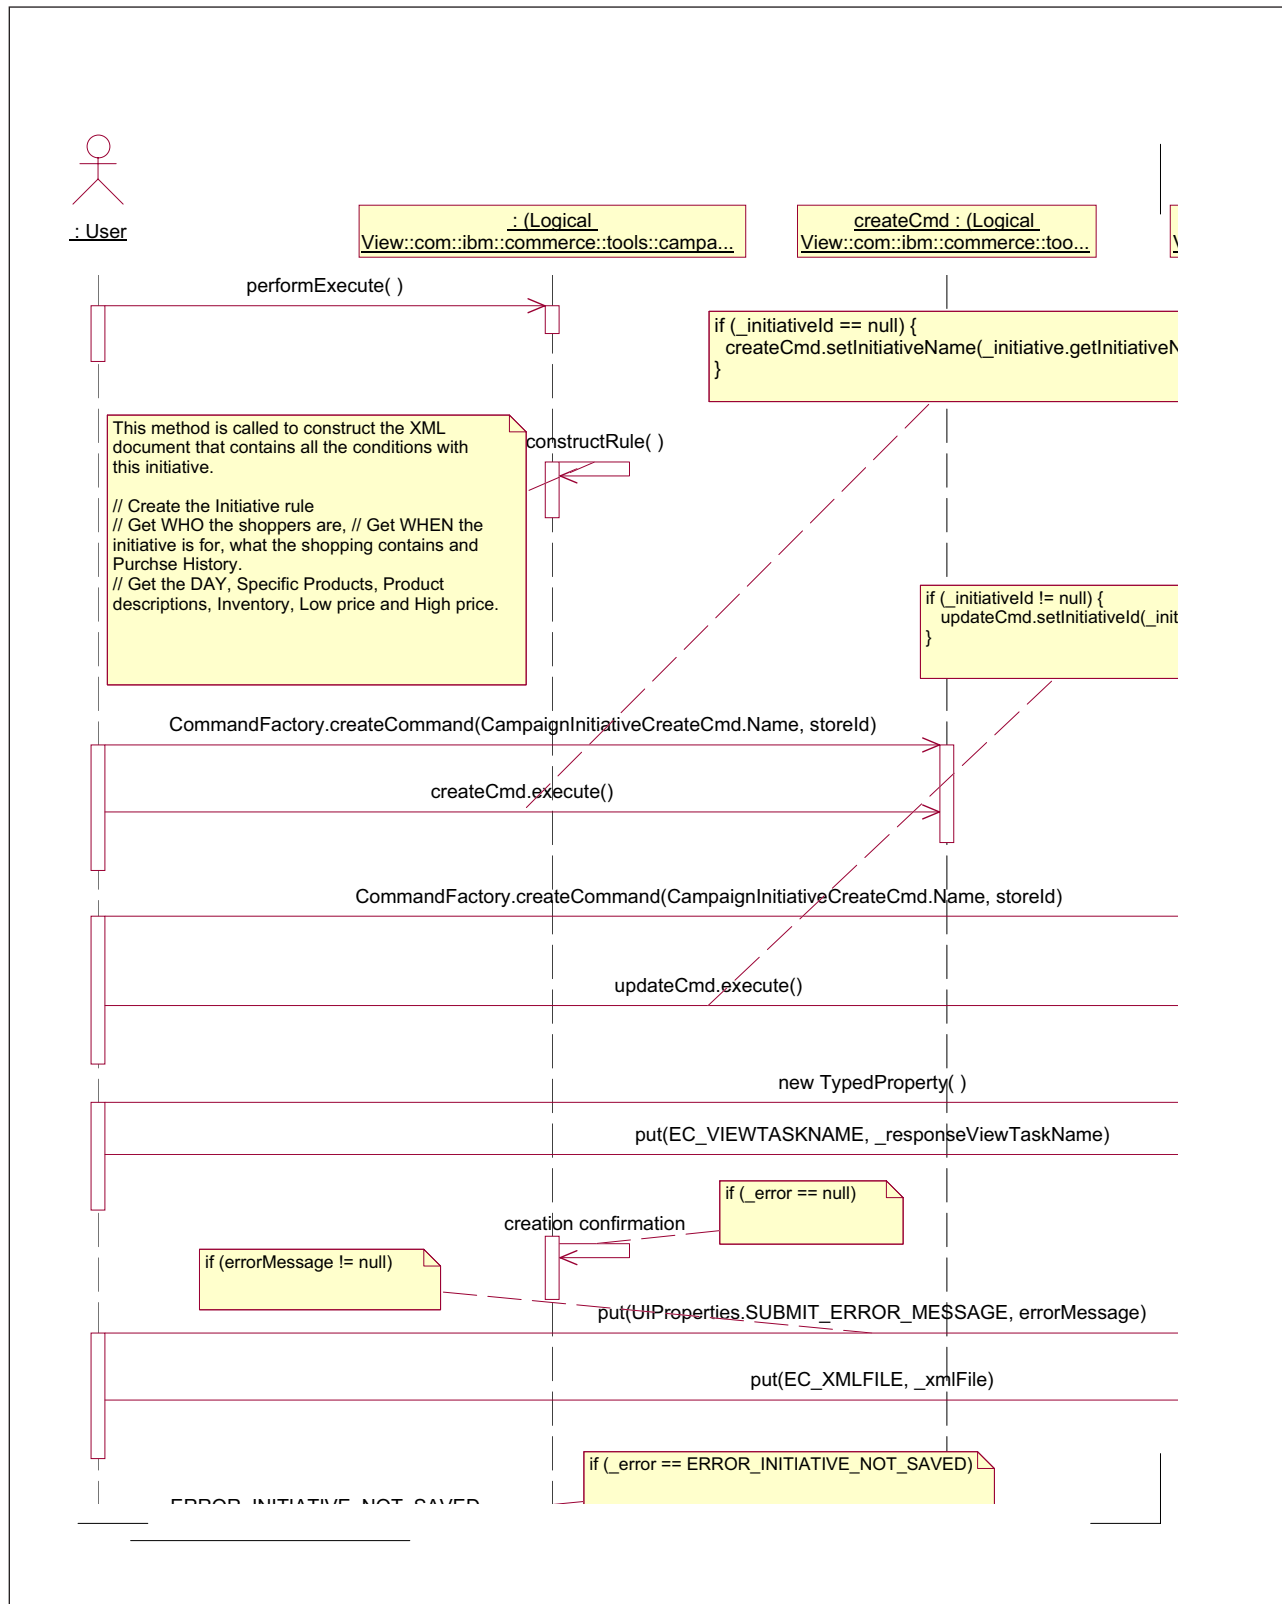 : User
: (Logical
View::com::ibm::commerce::tools::campa...
createCmd : (Logical
View::com::ibm::commerce::too...
performExecute( )
if (_initiativeId == null) {
createCmd.setInitiativeName(_initiative.getInitiativeN
}
This method is called to construct the XML
document that contains all the conditions with
this initiative.
// Create the Initiative rule
// Get WHO the shoppers are, // Get WHEN the
initiative is for, what the shopping contains and
Purchse History.
// Get the DAY, Specific Products, Product
descriptions, Inventory, Low price and High price.
constructRule( )
if (_initiativeId != null) {
updateCmd.setInitiativeId(_init
}
CommandFactory.createCommand(CampaignInitiativeCreateCmd.Name, storeId)
createCmd.execute()
CommandFactory.createCommand(CampaignInitiativeCreateCmd.Name, storeId)
updateCmd.execute()
new TypedProperty( )
put(EC_VIEWTASKNAME, _responseViewTaskName)
if (_error == null)
creation confirmation
if (errorMessage != null)
put(UIProperties.SUBMIT_ERROR_MESSAGE, errorMessage)
put(EC_XMLFILE, _xmlFile)
if (_error == ERROR_INITIATIVE_NOT_SAVED)
ERROR_INITIATIVE_NOT_SAVED